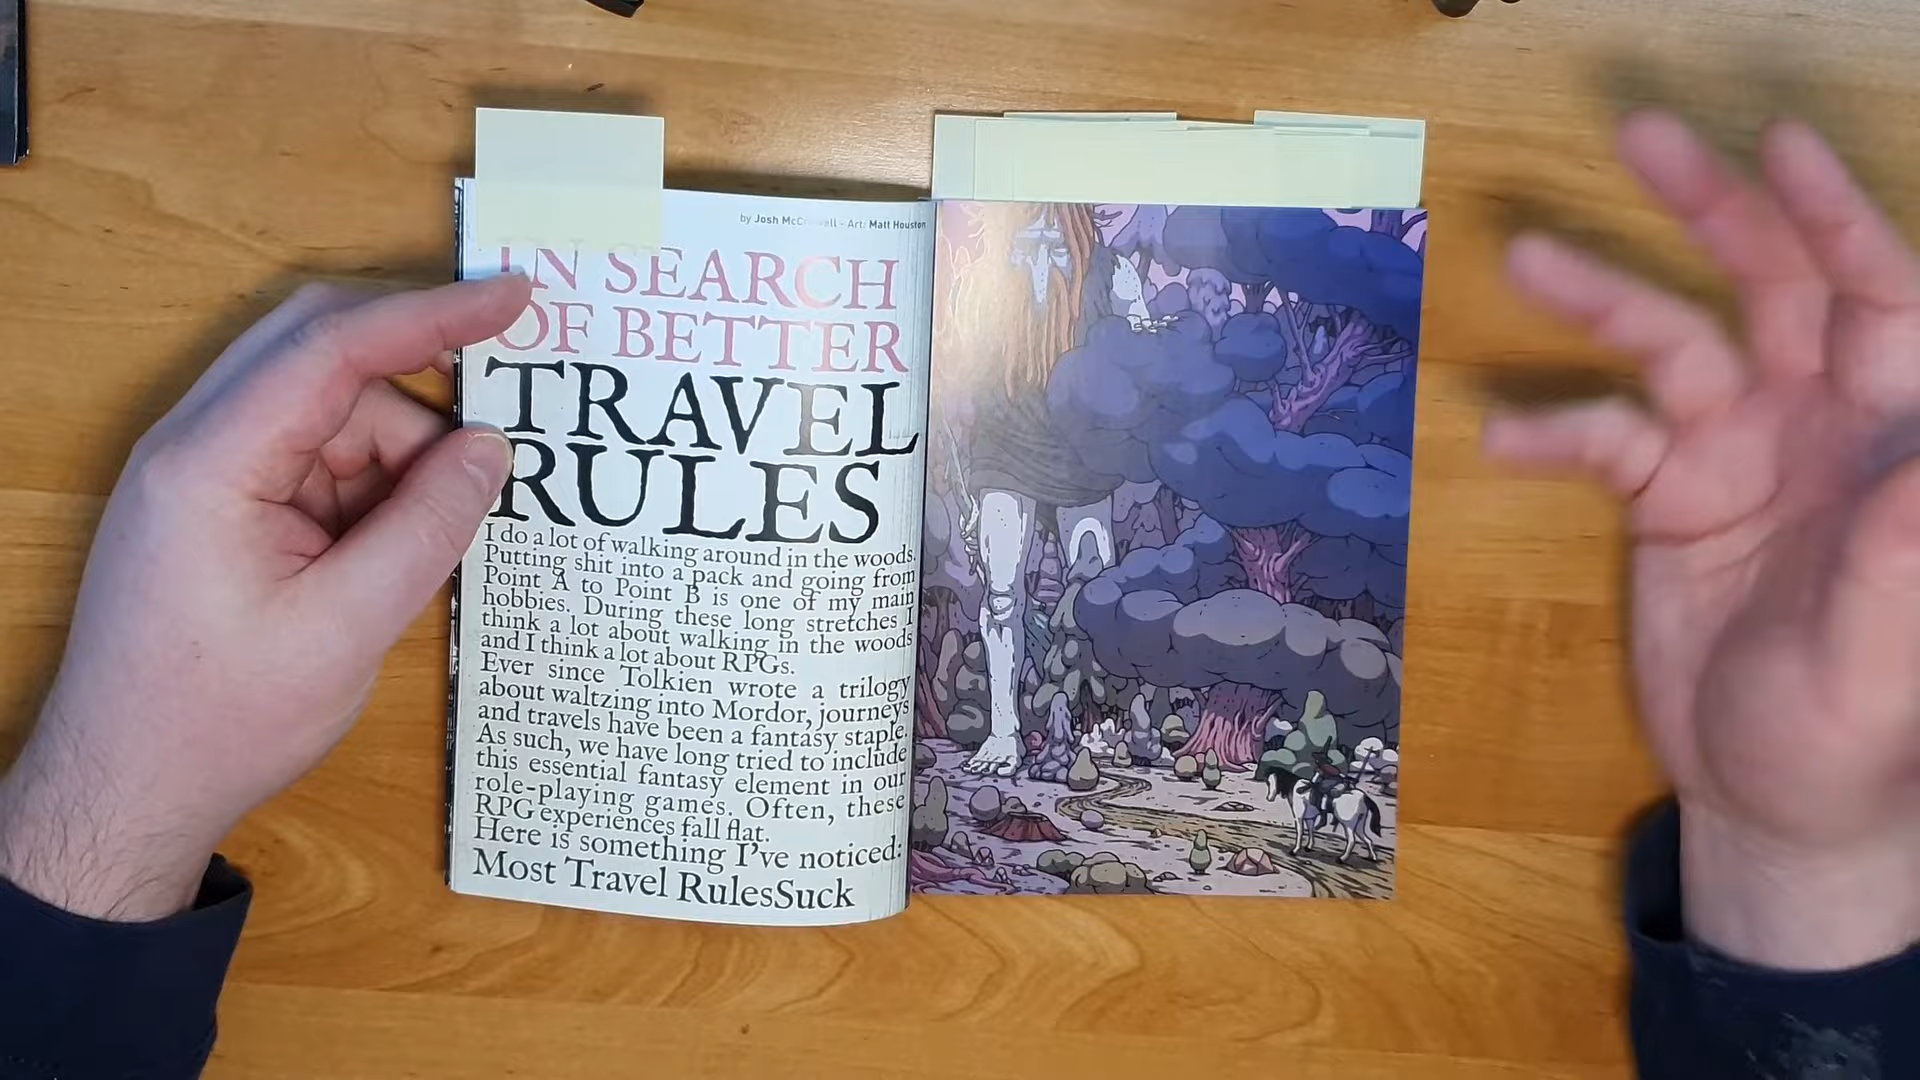 by Josh McCrowell - Art: Matt Houston
IN SEARCH
OF BETTER
TRAVEL
RULES
I do a lot of walking around in the woods.
Putting shit into a pack and going from
Point A to Point B is one of my main
hobbies. During these long stretches I
think a lot about walking in the woods
and I think a lot about RPGs.
Ever since Tolkien wrote a trilogy
about waltzing into Mordor, journeys
and travels have been a fantasy staple.
As such, we have long tried to include
this essential fantasy element in our
role-playing games. Often, these
RPG experiences fall flat.
Here is something I've noticed:
Most Travel RulesSuck